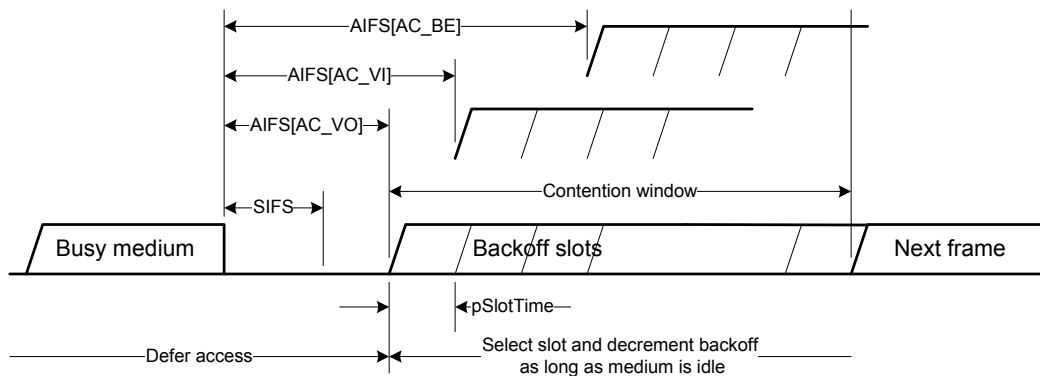 AIFS[AC_BE]
AIFS[AC_VI]
AIFS[AC_VO]
Contention window
SIFS
Busy medium
Backoff slots
Next frame
pSlotTime
Defer access
Select slot and decrement backoff
as long as medium is idle